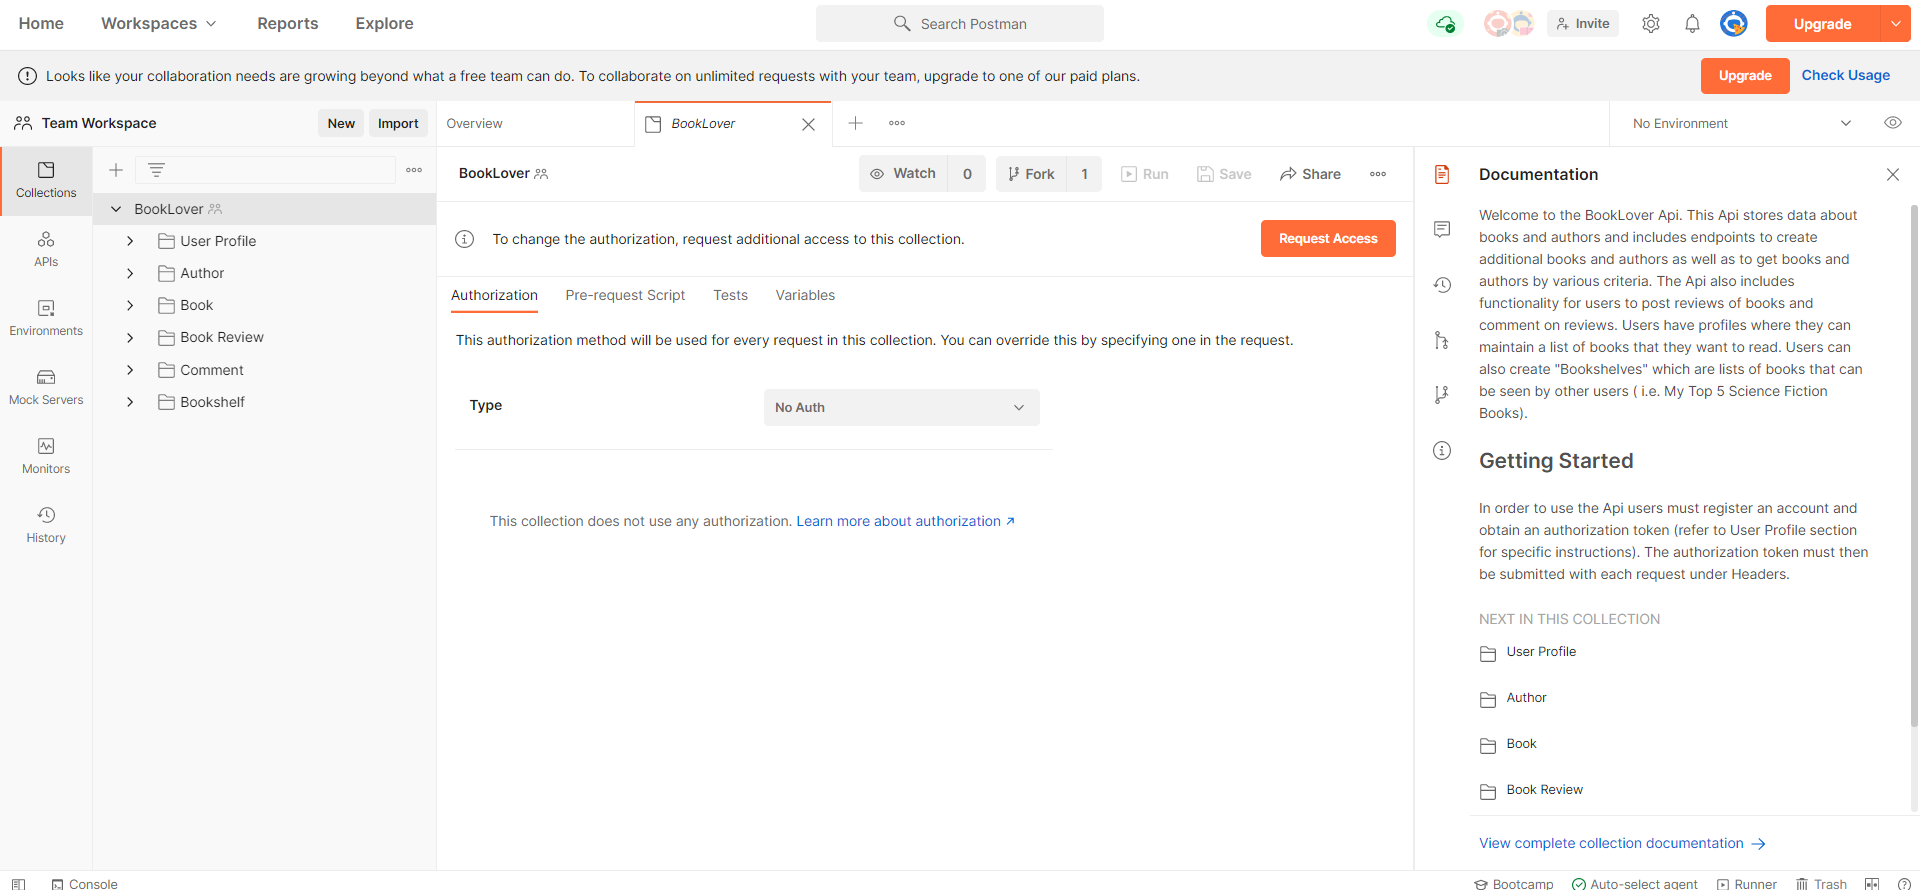 Home Workspaces Reports Explore Search Postman Invite Upgrade
Looks like your collaboration needs are growing beyond what a free team can do. To collaborate on unlimited requests with your team, upgrade to one of our paid plans. Upgrade Check Usage
Team Workspace New Import Overview BookLover No Environment
Collections
APIs
Environments
Mock Servers
Monitors
History
BookLover
User Profile
Author
Book
Book Review
Comment
Bookshelf
BookLover Watch 0 Fork 1 Run Save Share
To change the authorization, request additional access to this collection. Request Access
Authorization Pre-request Script Tests Variables
This authorization method will be used for every request in this collection. You can override this by specifying one in the request.
Type No Auth
This collection does not use any authorization. Learn more about authorization
Documentation
Welcome to the BookLover Api. This Api stores data about
books and authors and includes endpoints to create
additional books and authors as well as to get books and
authors by various criteria. The Api also includes
functionality for users to post reviews of books and
comment on reviews. Users have profiles where they can
maintain a list of books that they want to read. Users can
also create "Bookshelves" which are lists of books that can
be seen by other users ( i.e. My Top 5 Science Fiction
Books).
Getting Started
In order to use the Api users must register an account and
obtain an authorization token (refer to User Profile section
for specific instructions). The authorization token must then
be submitted with each request under Headers.
NEXT IN THIS COLLECTION
User Profile
Author
Book
Book Review
View complete collection documentation
Console Bootcamp Auto-select agent Runner Trash